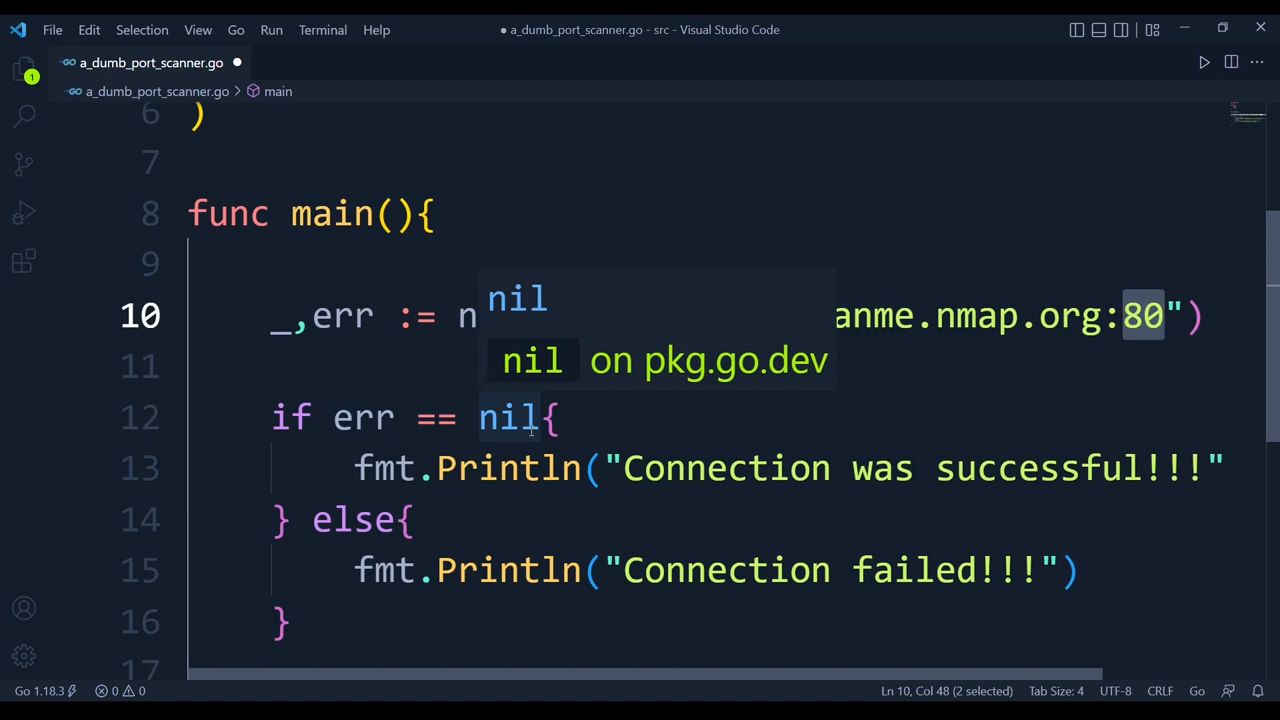 File Edit Selection View Go Run Terminal Help ● a_dumb_port_scanner.go - src - Visual Studio Code
GO a_dumb_port_scanner.go ●
GO a_dumb_port_scanner.go > main
1
6 )
7
8 func main(){
9
nil
10 _,err := n anme.nmap.org:80")
nil on pkg.go.dev
11
12 if err == nil{
13 fmt.Println("Connection was successful!!!"
14 } else{
15 fmt.Println("Connection failed!!!")
16 }
17
Go 1.18.3 0 0 Ln 10, Col 48 (2 selected) Tab Size: 4 UTF-8 CRLF Go